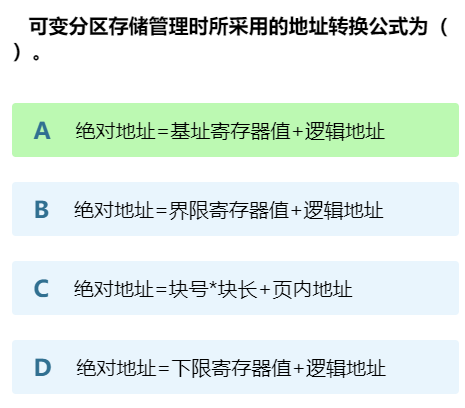 可变分区存储管理时所采用的地址转换公式为（
）。
A 绝对地址=基址寄存器值+逻辑地址
B 绝对地址=界限寄存器值+逻辑地址
C 绝对地址=块号*块长+页内地址
D 绝对地址=下限寄存器值+逻辑地址